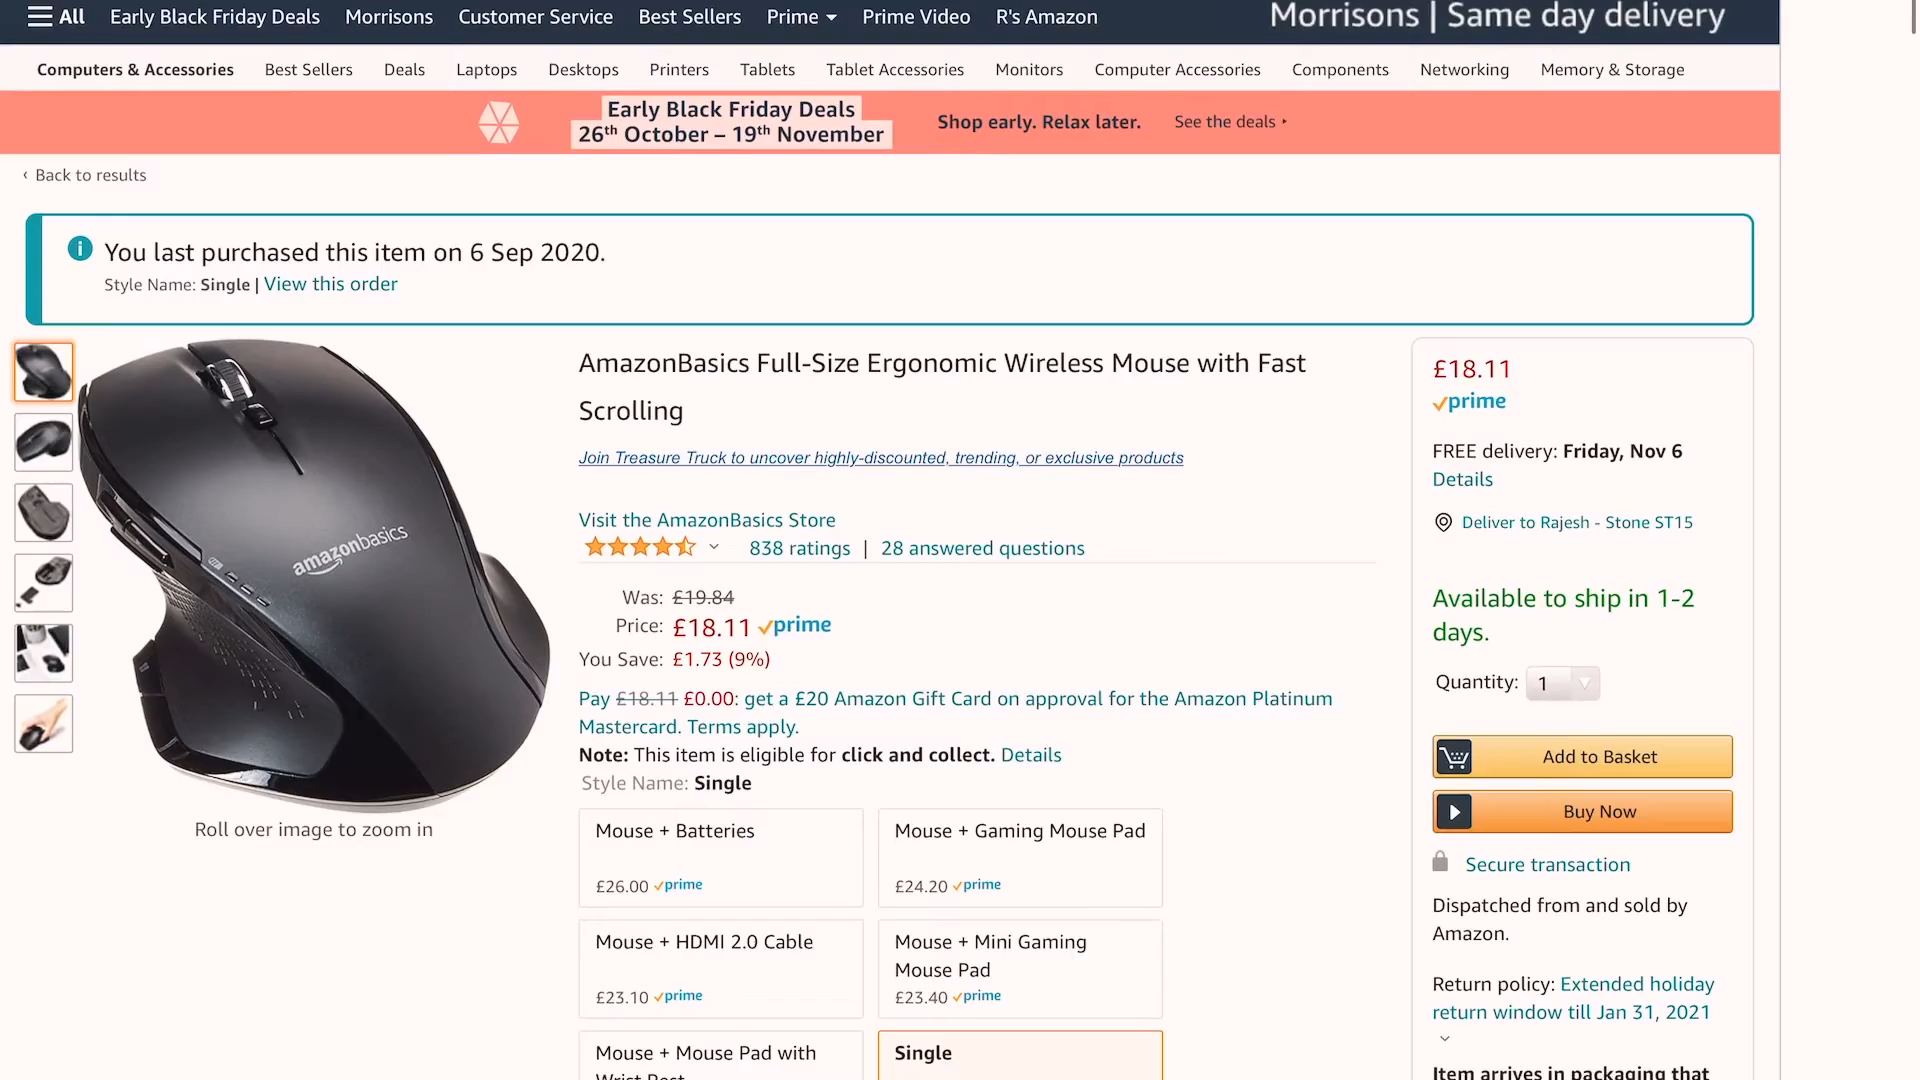 All Early Black Friday Deals Morrisons Customer Service Best Sellers Prime Prime Video R's Amazon
Morrisons | Same day delivery
Computers & Accessories Best Sellers Deals Laptops Desktops Printers Tablets Tablet Accessories Monitors Computer Accessories Components Networking Memory & Storage
Early Black Friday Deals
26th October – 19th November
Shop early. Relax later. See the deals
‹ Back to results
You last purchased this item on 6 Sep 2020.
Style Name: Single | View this order
amazonbasics
Roll over image to zoom in
AmazonBasics Full-Size Ergonomic Wireless Mouse with Fast
Scrolling
Join Treasure Truck to uncover highly-discounted, trending, or exclusive products
Visit the AmazonBasics Store
838 ratings | 28 answered questions
Was: £19.84
Price: £18.11 prime
You Save: £1.73 (9%)
Pay £18.11 £0.00: get a £20 Amazon Gift Card on approval for the Amazon Platinum
Mastercard. Terms apply.
Note: This item is eligible for click and collect. Details
Style Name: Single
Mouse + Batteries
£26.00 prime
Mouse + Gaming Mouse Pad
£24.20 prime
Mouse + HDMI 2.0 Cable
£23.10 prime
Mouse + Mini Gaming
Mouse Pad
£23.40 prime
Mouse + Mouse Pad with
Wrist Rest
Single
£18.11
prime
FREE delivery: Friday, Nov 6
Details
Deliver to Rajesh - Stone ST15
Available to ship in 1-2
days.
Quantity: 1
Add to Basket
Buy Now
Secure transaction
Dispatched from and sold by
Amazon.
Return policy: Extended holiday
return window till Jan 31, 2021
Item arrives in packaging that